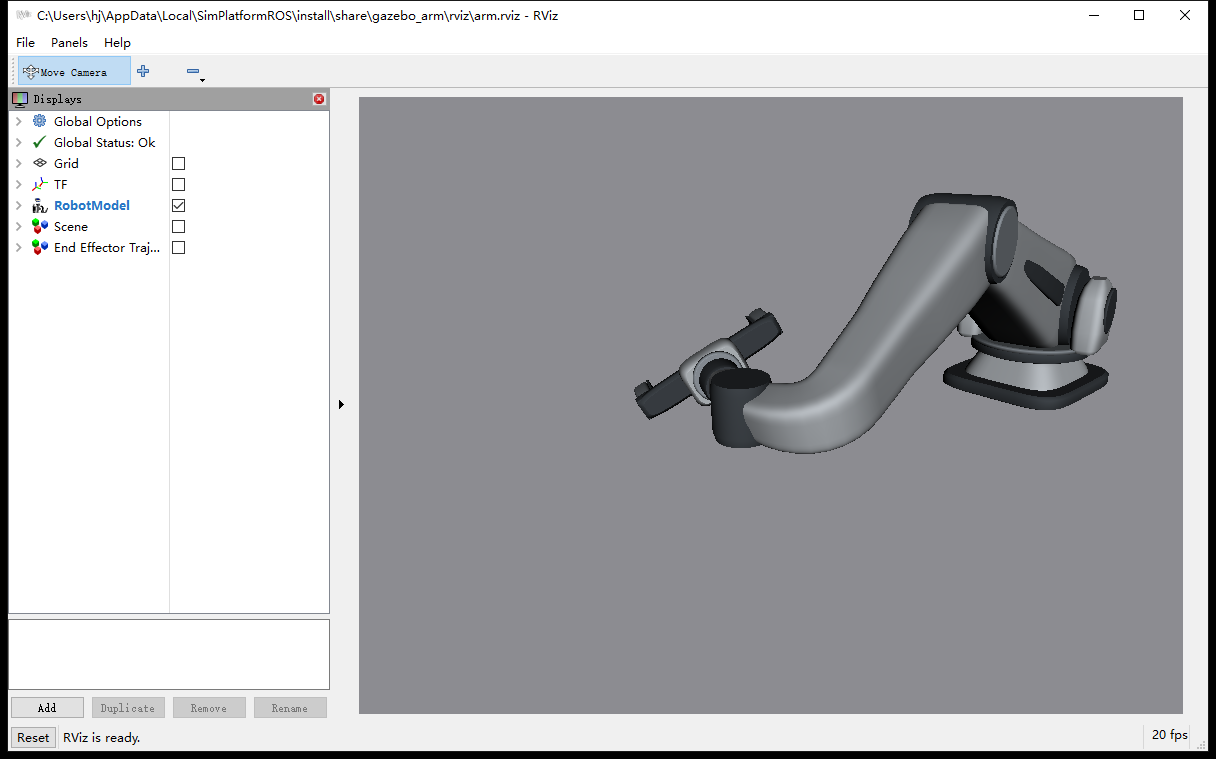 C:\Users\hj\AppData\Local\SimPlatformROS\install\share\gazebo_arm\rviz\arm.rviz - RViz
File Panels Help
Move Camera
Displays
Global Options
Global Status: Ok
Grid
TF
RobotModel
Scene
End Effector Traj...
Add Duplicate Remove Rename
Reset RViz is ready. 20 fps